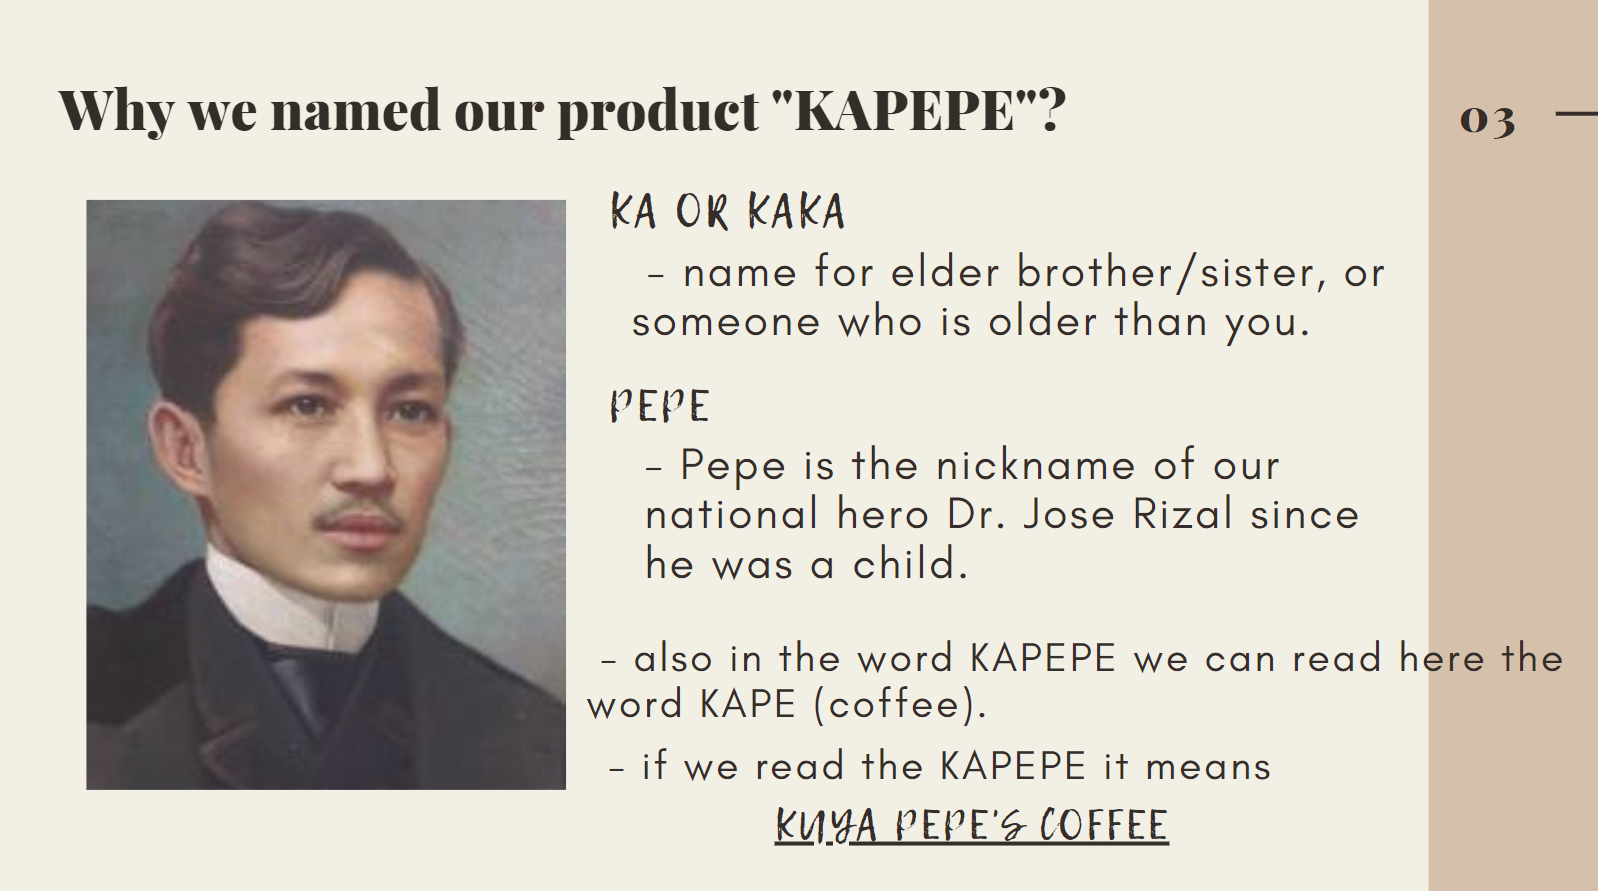 Why we named our product "KAPEPE"?
03
KA OR KAKA
- name for elder brother/sister, or
someone who is older than you.
PEPE
- Pepe is the nickname of our
national hero Dr. Jose Rizal since
he was a child.
- also in the word KAPEPE we can read here the
word KAPE (coffee).
- if we read the KAPEPE it means
KUYA PEPE'S COFFEE